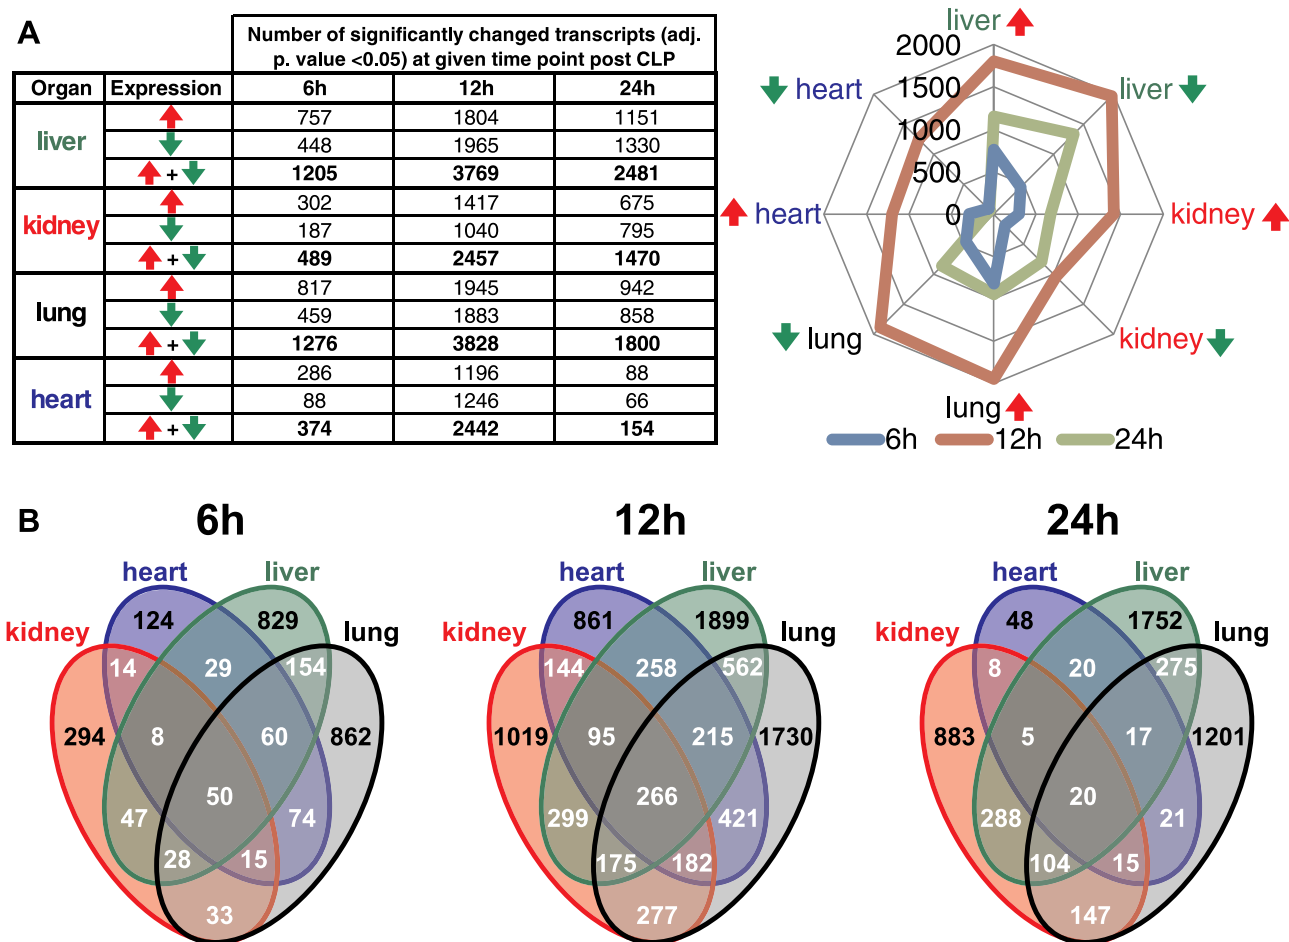 A
Number of significantly changed transcripts (adj.
p. value <0.05) at given time point post CLP
Organ Expression 6h 12h 24h
liver
757 1804 1151
448 1965 1330
+ 1205 3769 2481
kidney
302 1417 675
187 1040 795
+ 489 2457 1470
lung
817 1945 942
459 1883 858
+ 1276 3828 1800
heart
286 1196 88
88 1246 66
+ 374 2442 154
liver
2000
1500
1000
500
0
heart
liver
heart
kidney
lung
kidney
lung
6h 12h 24h
B
6h
heart liver
kidney lung
124 829
14 29 154
294 8 60 862
50
47 74
28 15
33
12h
heart liver
kidney lung
861 1899
144 258 562
1019 95 215 1730
266
299 421
175 182
277
24h
heart liver
kidney lung
48 1752
8 20 275
883 5 17 1201
20
288 21
104 15
147